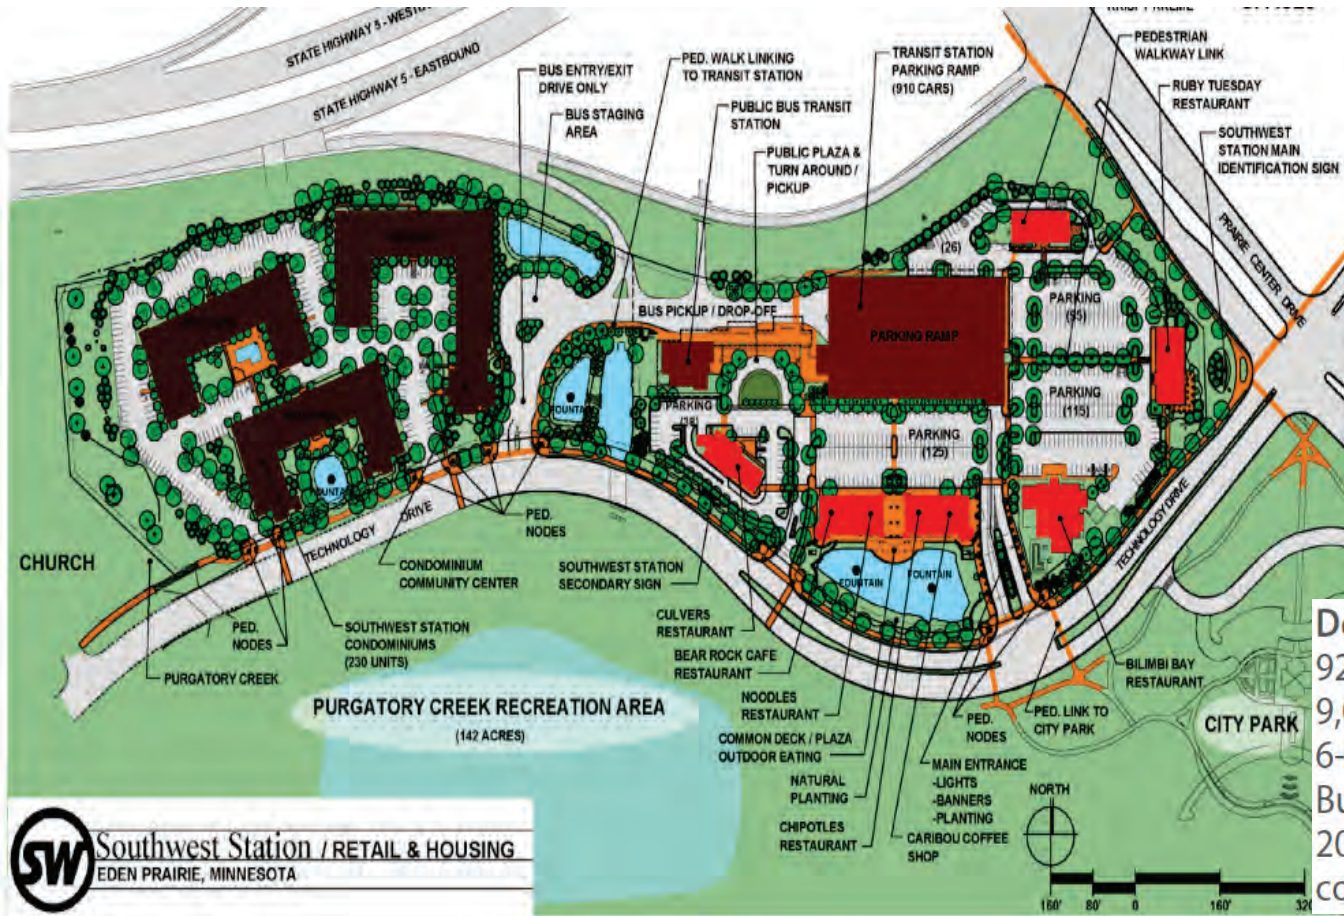 STATE HIGHWAY 5 - EASTBOUND
BUS ENTRY/EXIT
DRIVE ONLY
BUS STAGING
AREA
PED. WALK LINKING
TO TRANSIT STATION
PUBLIC BUS TRANSIT
STATION
PUBLIC PLAZA &
TURN AROUND /
PICKUP
TRANSIT STATION
PARKING RAMP
(910 CARS)
PEDESTRIAN
WALKWAY LINK
RUBY TUESDAY
RESTAURANT
SOUTHWEST
STATION MAIN
IDENTIFICATION SIGN
PRAIRIE CENTER DRIVE
(26)
PARKING
(95)
BUS PICKUP / DROP-OFF
PARKING RAMP
PARKING
(115)
PARKING
PARKING
(125)
FOUNTAIN
FOUNTAIN
FOUNTAIN
FOUNTAIN
TECHNOLOGY DRIVE
TECHNOLOGY DRIVE
CHURCH
PED.
NODES
CONDOMINIUM
COMMUNITY CENTER
SOUTHWEST STATION
SECONDARY SIGN
CULVERS
RESTAURANT
BEAR ROCK CAFE
RESTAURANT
PED.
NODES
SOUTHWEST STATION
CONDOMINIUMS
(230 UNITS)
PURGATORY CREEK
PURGATORY CREEK RECREATION AREA
(142 ACRES)
NOODLES
RESTAURANT
COMMON DECK / PLAZA
OUTDOOR EATING
NATURAL
PLANTING
CHIPOTLES
RESTAURANT
CARIBOU COFFEE
SHOP
MAIN ENTRANCE
-LIGHTS
-BANNERS
-PLANTING
PED.
NODES
PED. LINK TO
CITY PARK
BILIMBI BAY
RESTAURANT
CITY PARK
NORTH
160' 80' 0 160'
SW
Southwest Station / RETAIL & HOUSING
EDEN PRAIRIE, MINNESOTA